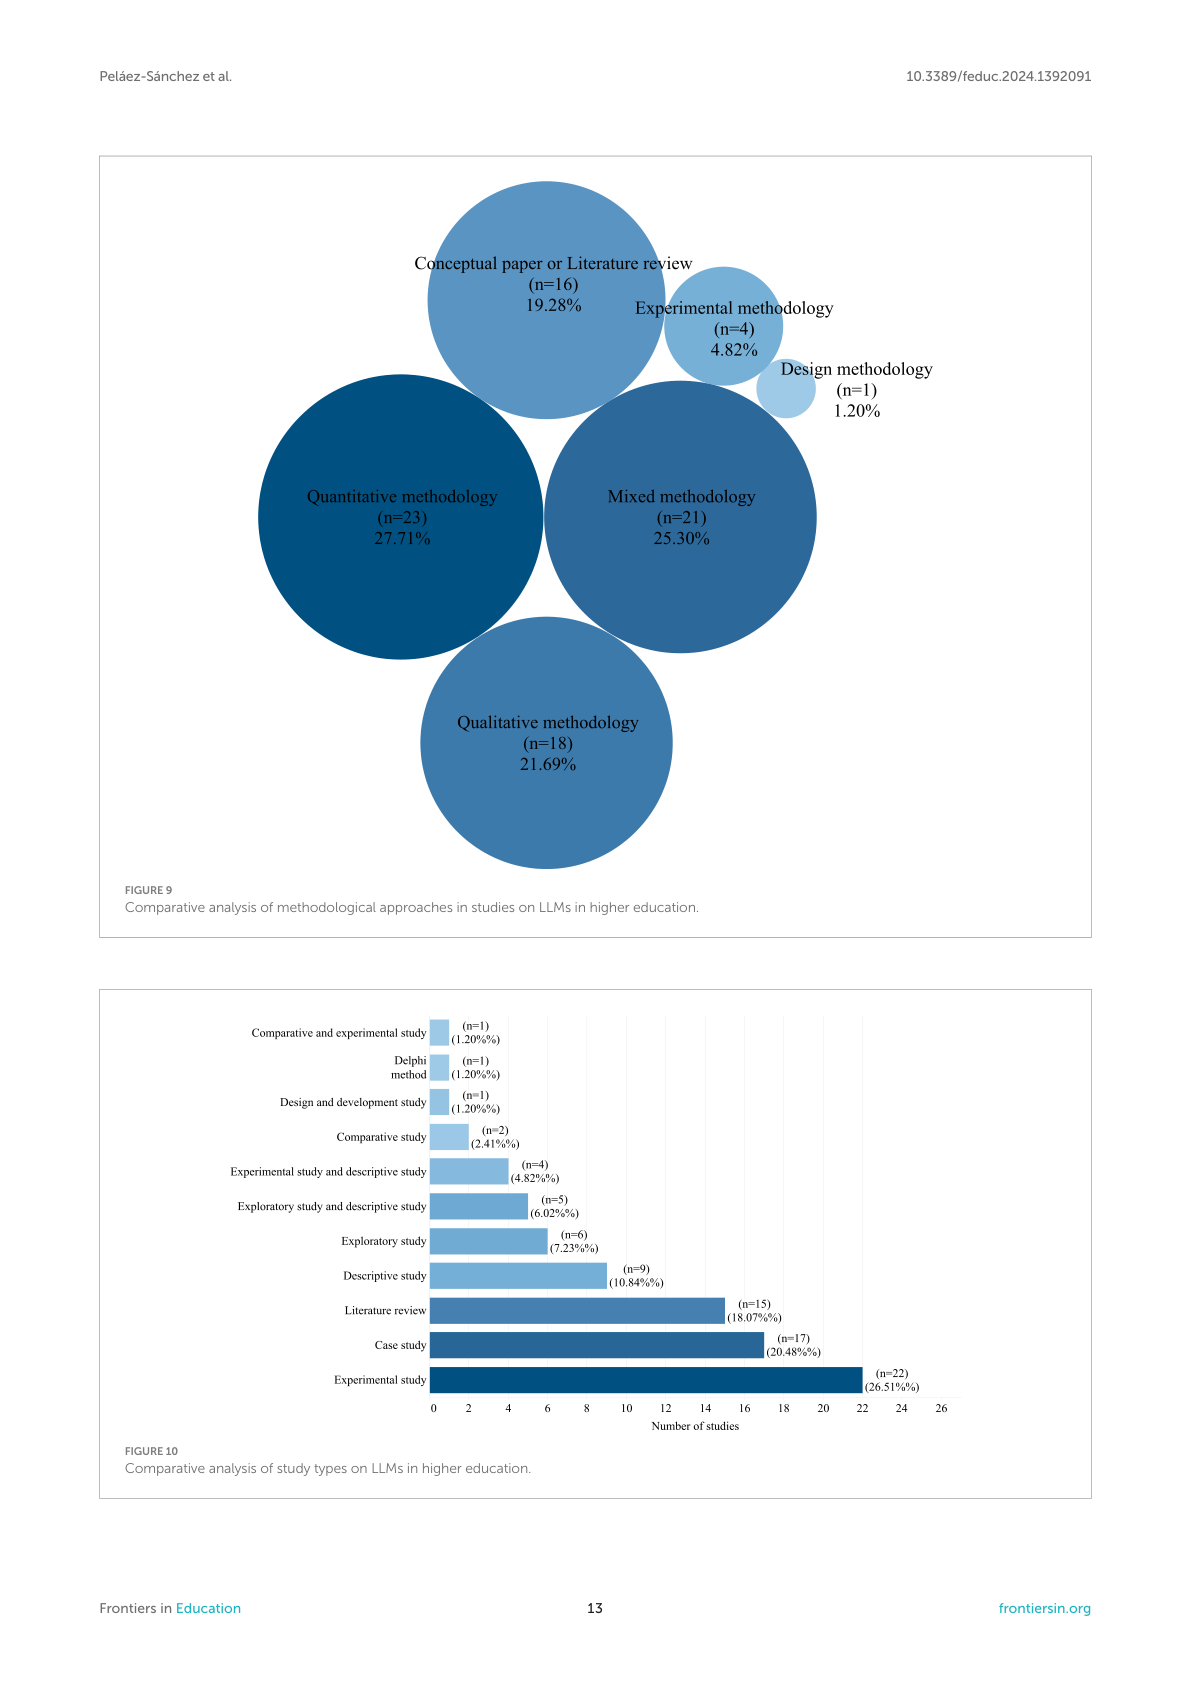 Peláez-Sánchez et al.
10.3389/feduc.2024.1392091
Conceptual paper or Literature review
(n=16)
19.28%
Experimental methodology
(n=4)
4.82%
Design methodology
(n=1)
1.20%
Quantitative methodology
(n=23)
27.71%
Mixed methodology
(n=21)
25.30%
Qualitative methodology
(n=18)
21.69%
FIGURE 9
Comparative analysis of methodological approaches in studies on LLMs in higher education.
Comparative and experimental study
(n=1)
(1.20%%)
Delphi
method
(n=1)
(1.20%%)
Design and development study
(n=1)
(1.20%%)
Comparative study
(n=2)
(2.41%%)
Experimental study and descriptive study
(n=4)
(4.82%%)
Exploratory study and descriptive study
(n=5)
(6.02%%)
Exploratory study
(n=6)
(7.23%%)
Descriptive study
(n=9)
(10.84%%)
Literature review
(n=15)
(18.07%%)
Case study
(n=17)
(20.48%%)
Experimental study
(n=22)
(26.51%%)
0 2 4 6 8 10 12 14 16 18 20 22 24 26
Number of studies
FIGURE 10
Comparative analysis of study types on LLMs in higher education.
Frontiers in Education
13
frontiersin.org